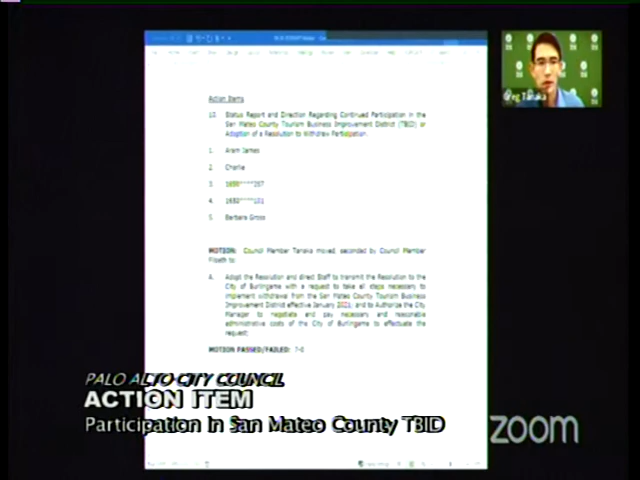 Greg Tanaka
Action Items
10. Status Report and Direction Regarding Continued Participation in the
San Mateo County Tourism Business Improvement District (TBID) or
Adoption of a Resolution to Withdraw Participation.
1. Aram James
2. Charlie
3. 1650****357
4. 1650****101
5. Barbara Gross
MOTION: Council Member Tanaka moved, seconded by Council Member
Filseth to:
A. Adopt the Resolution and direct Staff to transmit the Resolution to the
City of Burlingame with a request to take all steps necessary to
implement withdrawal from the San Mateo County Tourism Business
Improvement District effective January 2021; and to Authorize the City
Manager to negotiate and pay necessary and reasonable
administrative costs of the City of Burlingame to effectuate the
request;
MOTION PASSED/FAILED: 7-0
PALO ALTO CITY COUNCIL
ACTION ITEM
Participation in San Mateo County TBID
zoom